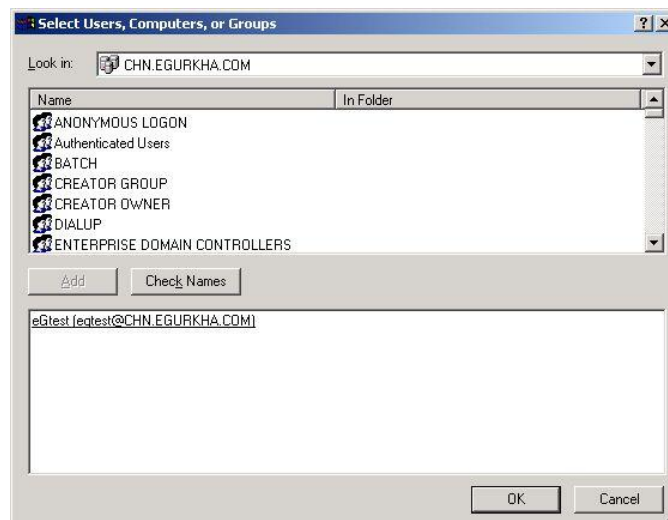 Select Users, Computers, or Groups
Look in: CHN.EGURKHA.COM
Name In Folder
ANONYMOUS LOGON
Authenticated Users
BATCH
CREATOR GROUP
CREATOR OWNER
DIALUP
ENTERPRISE DOMAIN CONTROLLERS
Add Check Names
eGtest (eqtest@CHN.EGURKHA.COM)
OK Cancel